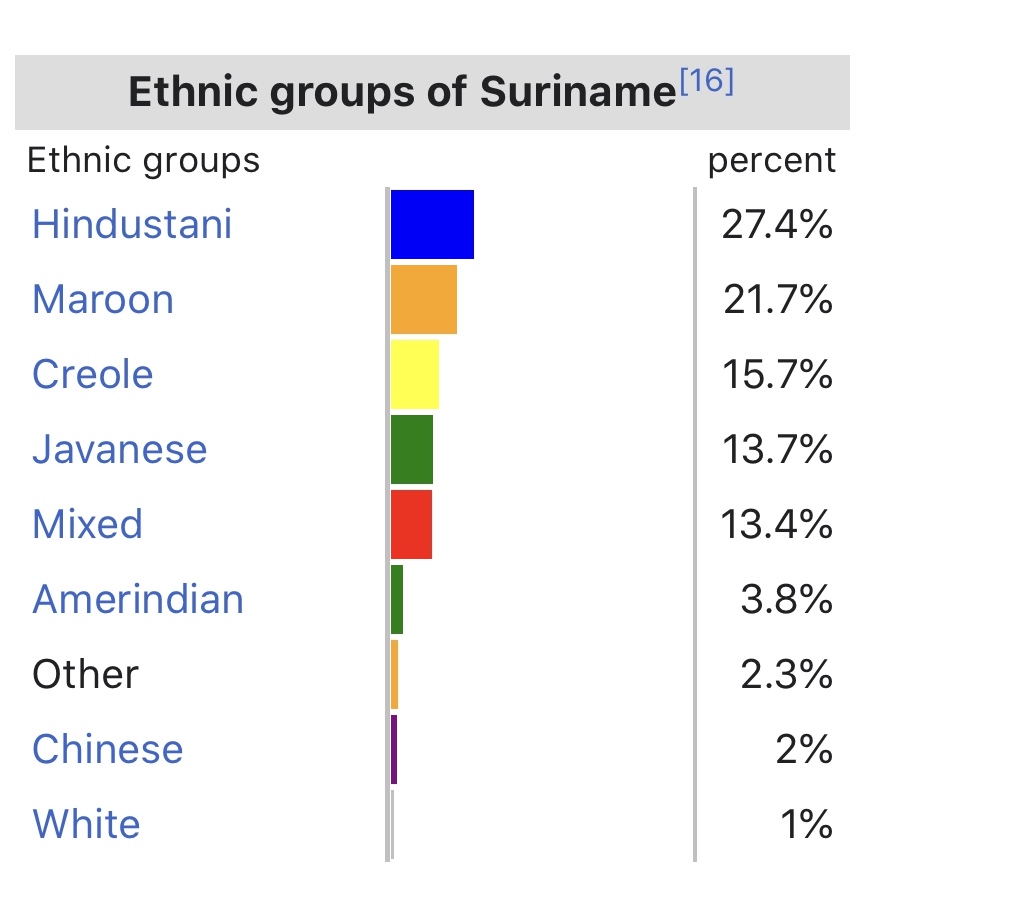 Ethnic groups of Suriname[16]
Ethnic groups percent
Hindustani 27.4%
Maroon 21.7%
Creole 15.7%
Javanese 13.7%
Mixed 13.4%
Amerindian 3.8%
Other 2.3%
Chinese 2%
White 1%